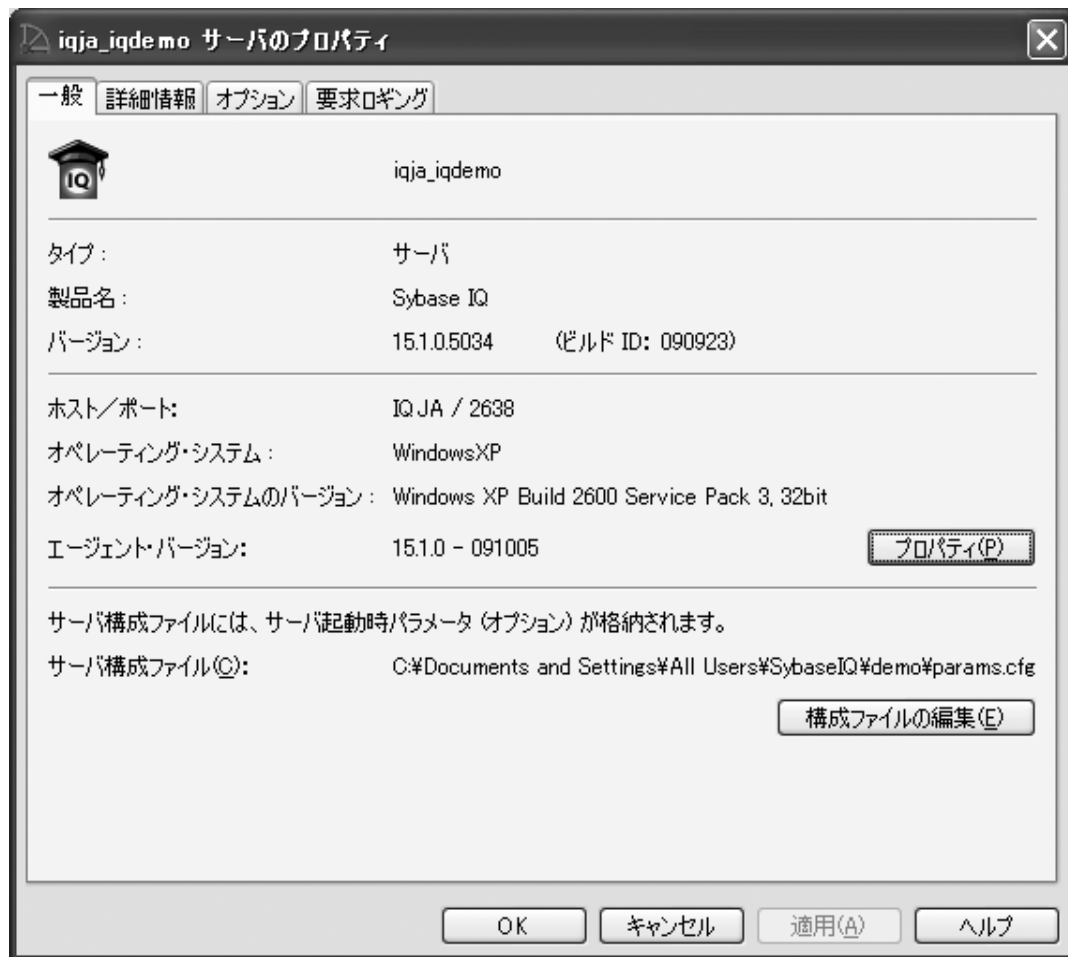 iqja_iqdemo サーバのプロパティ
一般 詳細情報 オプション 要求ロギング
IQ
iqja_iqdemo
タイプ : サーバ
製品名 : Sybase IQ
バージョン : 15.1.0.5034 (ビルド ID: 090923)
ホスト/ポート: IQJA / 2638
オペレーティング・システム : WindowsXP
オペレーティング・システムのバージョン : Windows XP Build 2600 Service Pack 3, 32bit
エージェント・バージョン: 15.1.0 - 091005 プロパティ(P)
サーバ構成ファイルには、サーバ起動時パラメータ (オプション) が格納されます。
サーバ構成ファイル(C): C:¥Documents and Settings¥All Users¥SybaseIQ¥demo¥params.cfg
構成ファイルの編集(E)
OK キャンセル 適用(A) ヘルプ